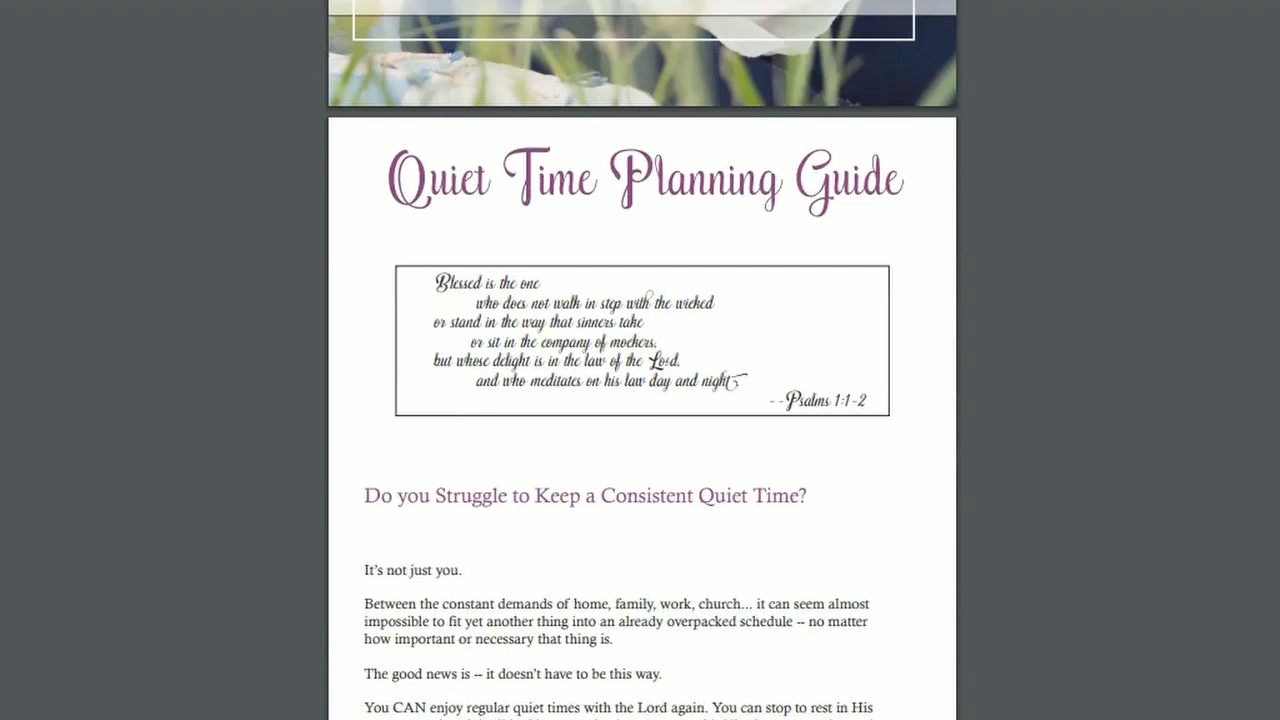 Quiet Time Planning Guide
Blessed is the one
who does not walk in step with the wicked
or stand in the way that sinners take
or sit in the company of mockers.
but whose delight is in the law of the Lord.
and who meditates on his law day and night
--Psalms 1:1-2
Do you Struggle to Keep a Consistent Quiet Time?
It's not just you.
Between the constant demands of home, family, work, church... it can seem almost
impossible to fit yet another thing into an already overpacked schedule -- no matter
how important or necessary that thing is.
The good news is -- it doesn't have to be this way.
You CAN enjoy regular quiet times with the Lord again. You can stop to rest in His